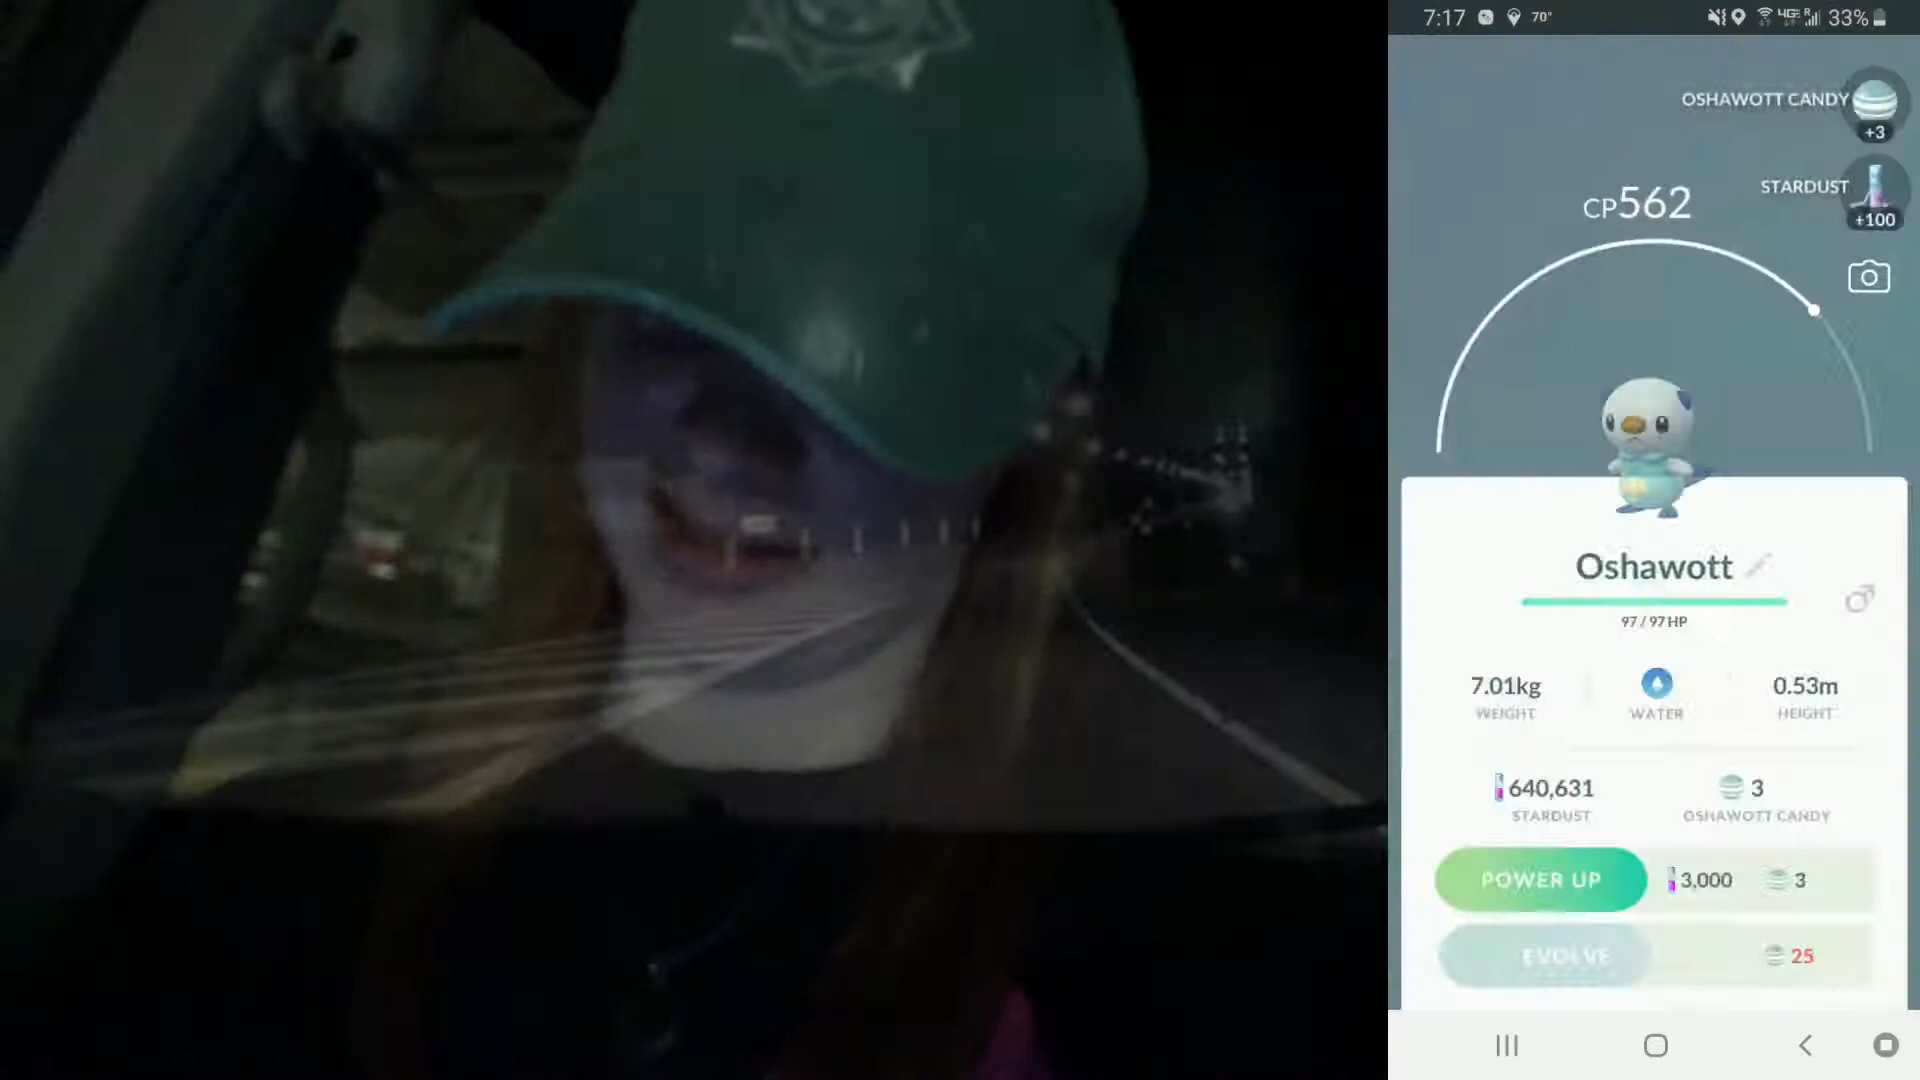 7:17 70° 4GE R 33%
OSHAWOTT CANDY
+3
STARDUST
+100
CP562
Oshawott
97 / 97 HP
7.01kg
WEIGHT
WATER
0.53m
HEIGHT
640,631
STARDUST
3
OSHAWOTT CANDY
POWER UP 3,000 3
EVOLVE 25